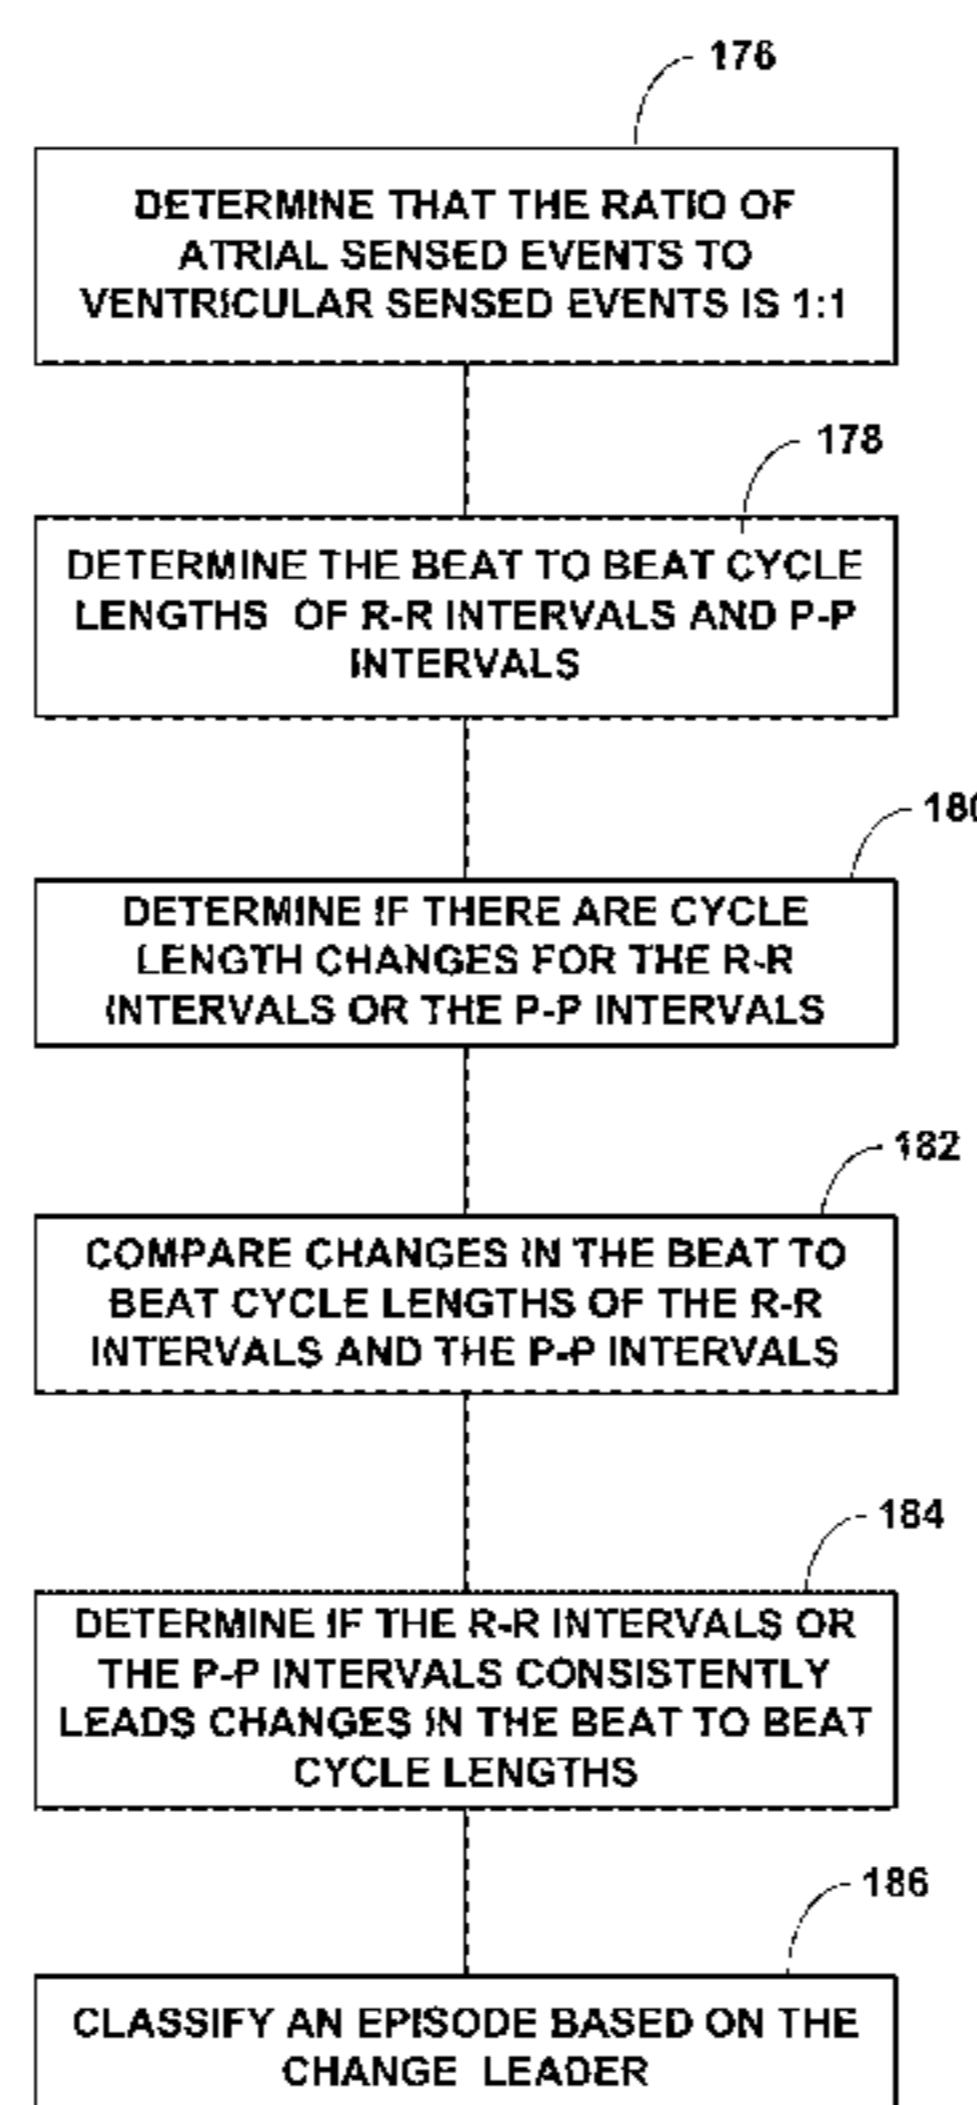 176
DETERMINE THAT THE RATIO OF
ATRIAL SENSED EVENTS TO
VENTRICULAR SENSED EVENTS IS 1:1
178
DETERMINE THE BEAT TO BEAT CYCLE
LENGTHS OF R-R INTERVALS AND P-P
INTERVALS
180
DETERMINE IF THERE ARE CYCLE
LENGTH CHANGES FOR THE R-R
INTERVALS OR THE P-P INTERVALS
182
COMPARE CHANGES IN THE BEAT TO
BEAT CYCLE LENGTHS OF THE R-R
INTERVALS AND THE P-P INTERVALS
184
DETERMINE IF THE R-R INTERVALS OR
THE P-P INTERVALS CONSISTENTLY
LEADS CHANGES IN THE BEAT TO BEAT
CYCLE LENGTHS
186
CLASSIFY AN EPISODE BASED ON THE
CHANGE LEADER